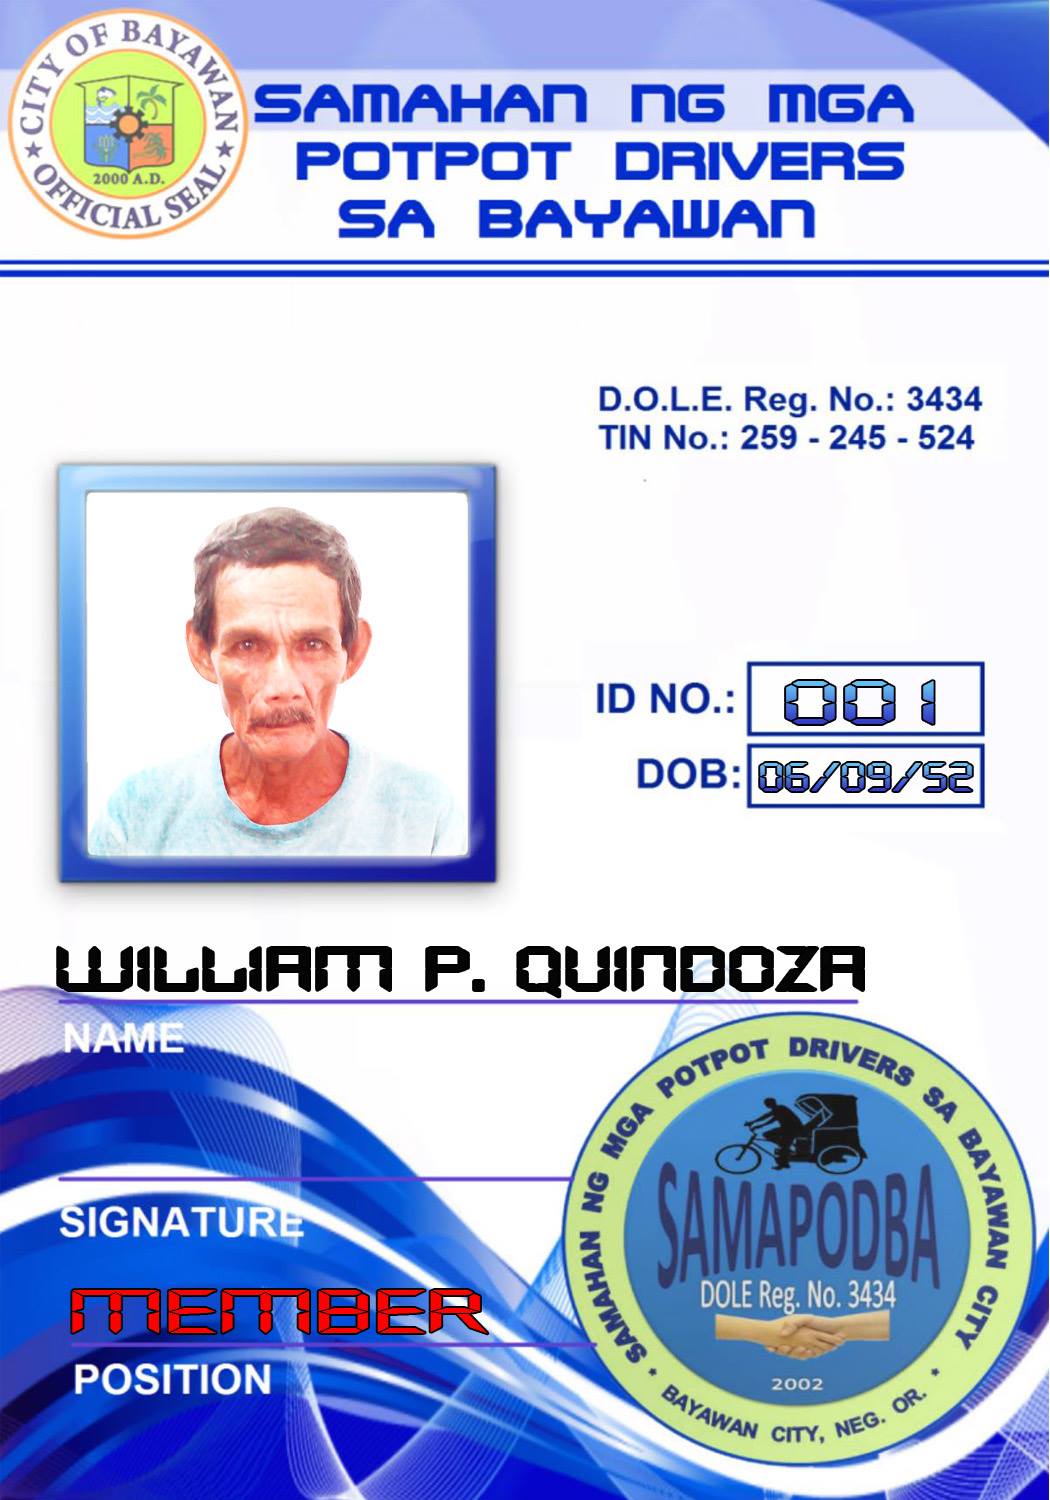 CITY OF BAYAWAN
2000 A.D.
★ OFFICIAL SEAL ★
SAMAHAN NG MGA
POTPOT DRIVERS
SA BAYAWAN
D.O.L.E. Reg. No.: 3434
TIN No.: 259 - 245 - 524
ID NO.: 001
DOB: 06/09/52
WILLIAM P. QUINDOZA
NAME
SIGNATURE
MEMBER
POSITION
SAMAHAN NG MGA POTPOT DRIVERS SA BAYAWAN CITY
SAMAPODBA
DOLE Reg. No. 3434
2002
• BAYAWAN CITY, NEG. OR. •